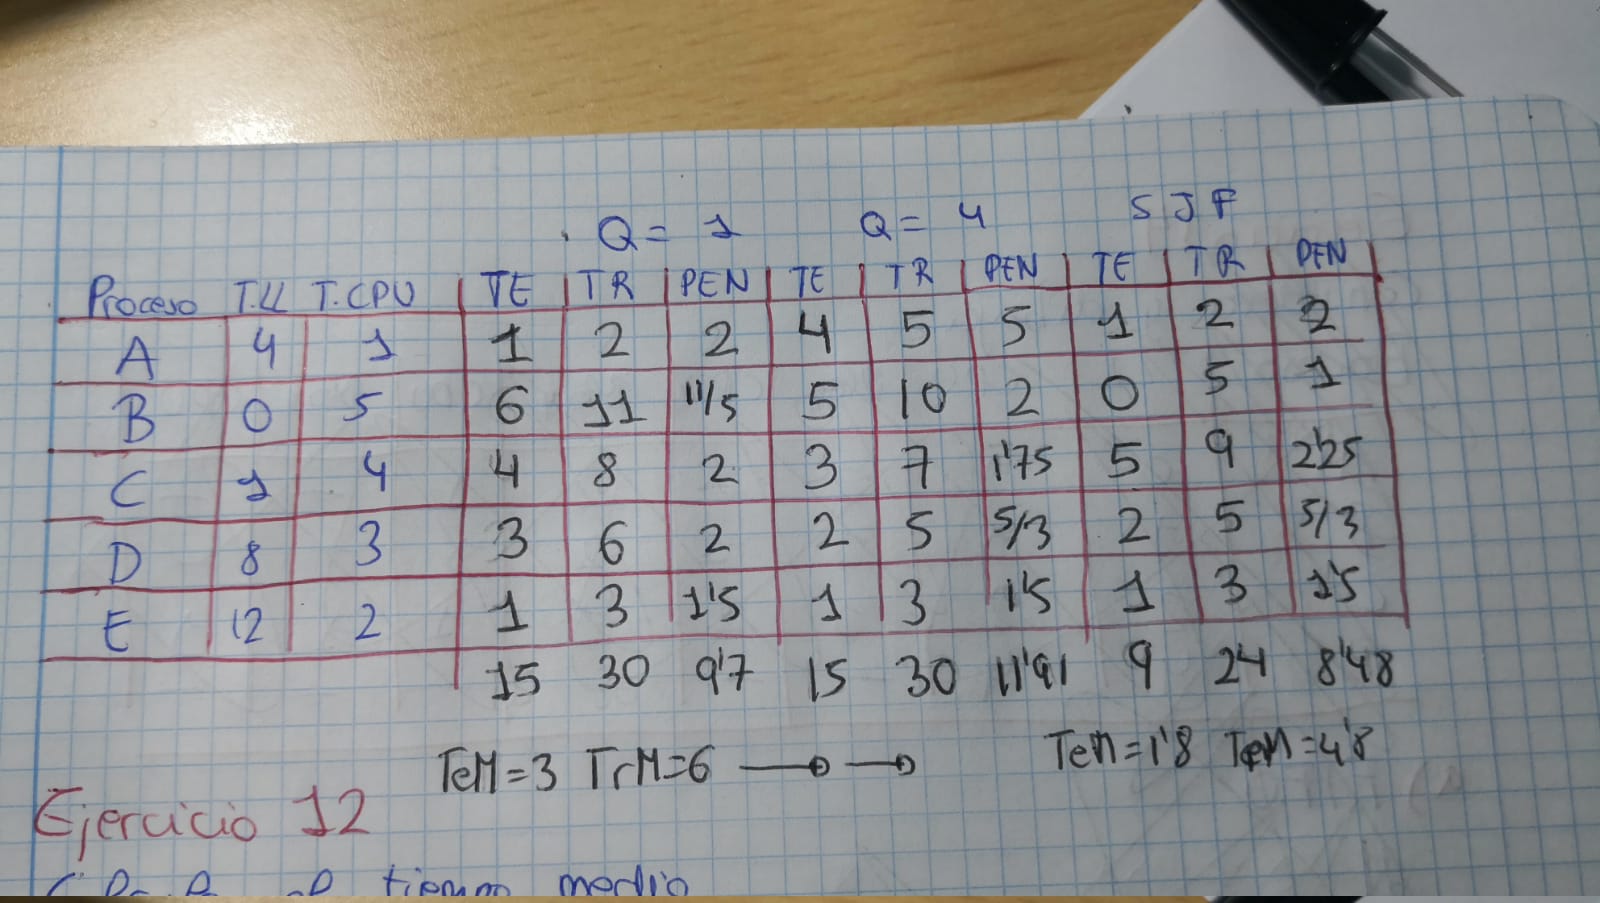 Q = 1 Q = 4 SJF
Proceso T.LL T.CPU TE TR PEN TE TR PEN TE TR PEN
A 4 1 1 2 2 4 5 5 1 2 2
B 0 5 6 11 11/5 5 10 2 0 5 1
C 1 4 4 8 2 3 7 1'75 5 9 2'25
D 8 3 3 6 2 2 5 5/3 2 5 5/3
E 12 2 1 3 1'5 1 3 1'5 1 3 1'5
15 30 9'7 15 30 11'91 9 24 8'48
TeM=3 TrM=6 → → TeM=1'8 TrM=4'8
Ejercicio 12
tiempo medio